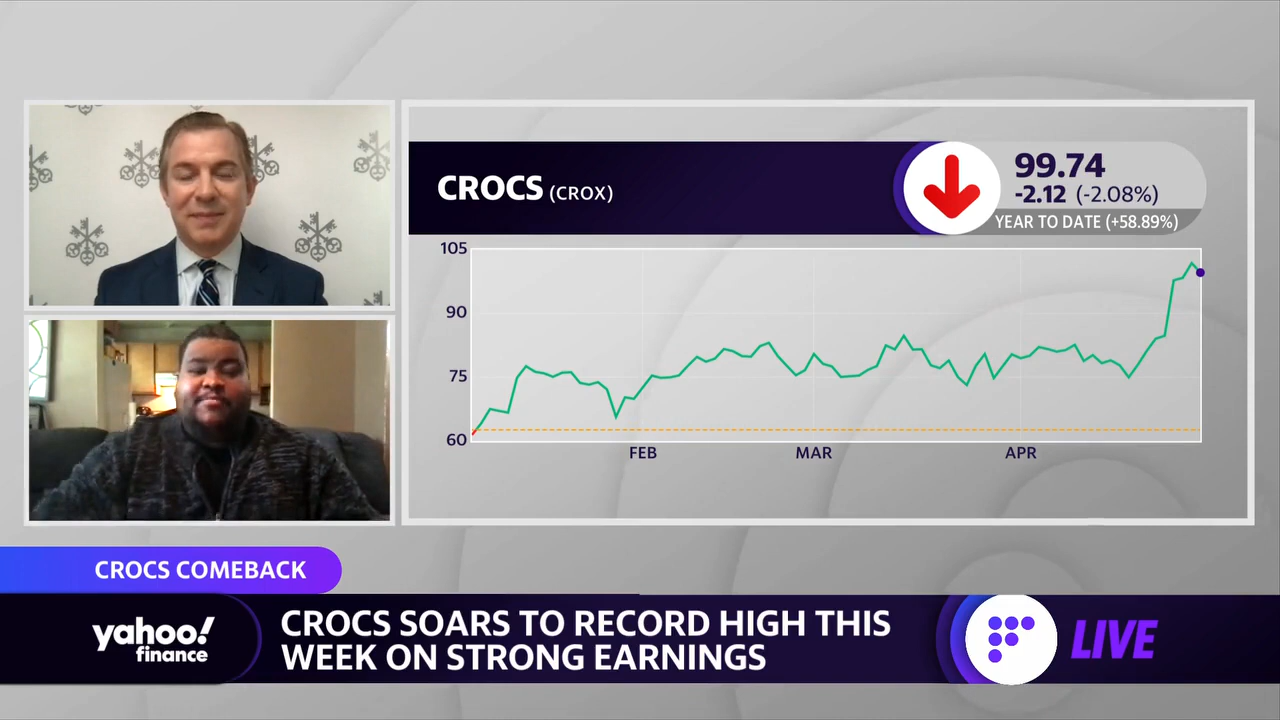 CROCS (CROX)
99.74
-2.12 (-2.08%)
YEAR TO DATE (+58.89%)
105
90
75
60
FEB MAR APR
CROCS COMEBACK
yahoo!
finance
CROCS SOARS TO RECORD HIGH THIS
WEEK ON STRONG EARNINGS
LIVE